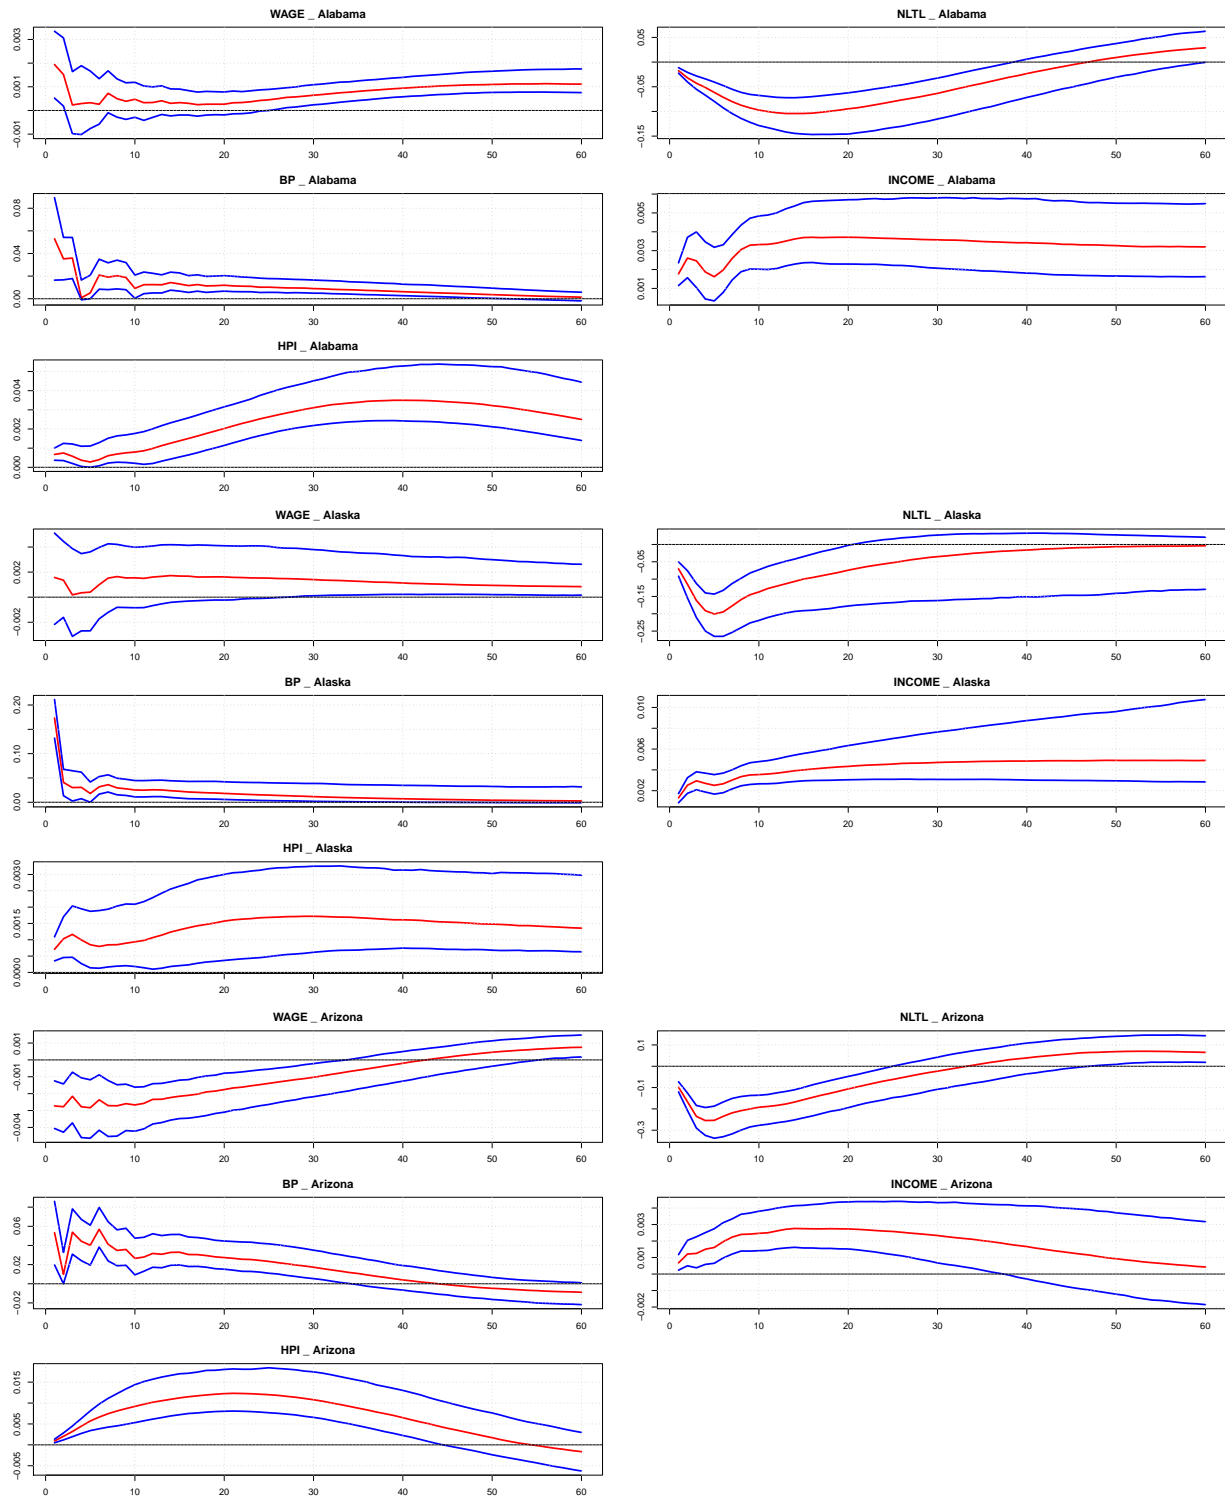 WAGE _ Alabama
−0.001 0.001 0.003
0 10 20 30 40 50 60
NLTL _ Alabama
−0.15 −0.05 0.05
0 10 20 30 40 50 60
BP _ Alabama
0.00 0.04 0.08
0 10 20 30 40 50 60
INCOME _ Alabama
0.001 0.003 0.005
0 10 20 30 40 50 60
HPI _ Alabama
0.000 0.002 0.004
0 10 20 30 40 50 60
WAGE _ Alaska
−0.002 0.002
0 10 20 30 40 50 60
NLTL _ Alaska
−0.25 −0.15 −0.05
0 10 20 30 40 50 60
BP _ Alaska
0.00 0.10 0.20
0 10 20 30 40 50 60
INCOME _ Alaska
0.002 0.006 0.010
0 10 20 30 40 50 60
HPI _ Alaska
0.0000 0.0015 0.0030
0 10 20 30 40 50 60
WAGE _ Arizona
−0.004 −0.001 0.001
0 10 20 30 40 50 60
NLTL _ Arizona
−0.3 −0.1 0.1
0 10 20 30 40 50 60
BP _ Arizona
−0.02 0.02 0.06
0 10 20 30 40 50 60
INCOME _ Arizona
−0.002 0.001 0.003
0 10 20 30 40 50 60
HPI _ Arizona
−0.005 0.005 0.015
0 10 20 30 40 50 60